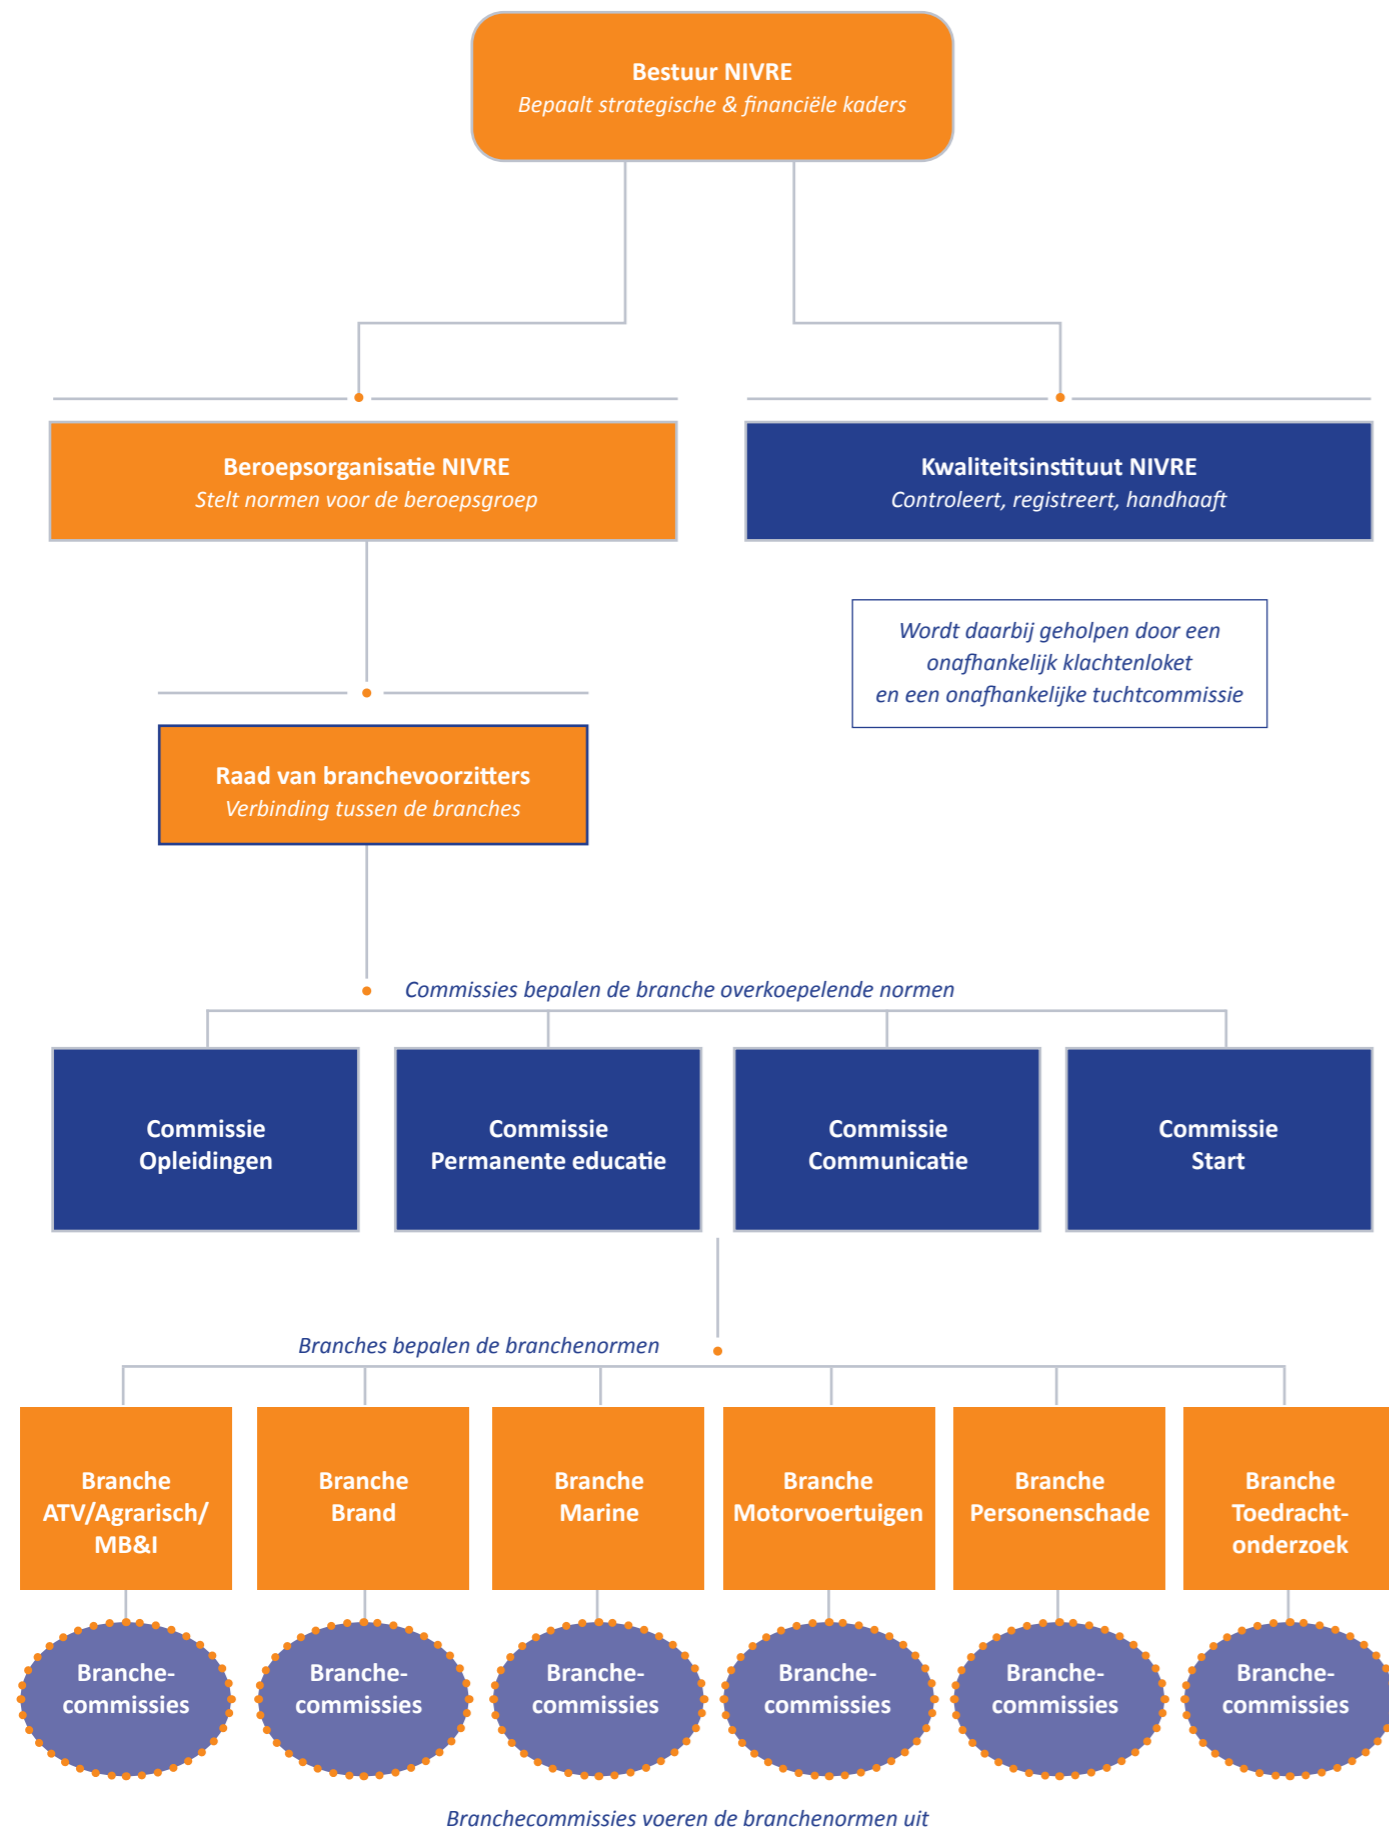 Bestuur NIVRE
Bepaalt strategische & financiële kaders
Beroepsorganisatie NIVRE
Stelt normen voor de beroepsgroep
Kwaliteitsinstituut NIVRE
Controleert, registreert, handhaaft
Wordt daarbij geholpen door een
onafhankelijk klachtenloket
en een onafhankelijke tuchtcommissie
Raad van branchevoorzitters
Verbinding tussen de branches
Commissies bepalen de branche overkoepelende normen
Commissie
Opleidingen
Commissie
Permanente educatie
Commissie
Communicatie
Commissie
Start
Branches bepalen de branchenormen
Branche
ATV/Agrarisch/
MB&I
Branche
Brand
Branche
Marine
Branche
Motorvoertuigen
Branche
Personenschade
Branche
Toedracht-
onderzoek
Branche-
commissies
Branche-
commissies
Branche-
commissies
Branche-
commissies
Branche-
commissies
Branche-
commissies
Branchecommissies voeren de branchenormen uit